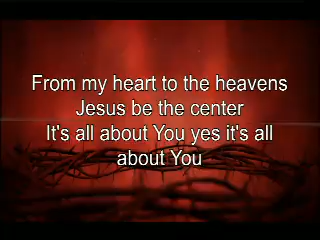 From my heart to the heavens
Jesus be the center
It's all about You yes it's all
about You